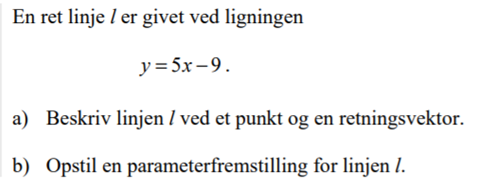 En ret linje l er givet ved ligningen
y = 5x – 9 .
a) Beskriv linjen l ved et punkt og en retningsvektor.
b) Opstil en parameterfremstilling for linjen l.